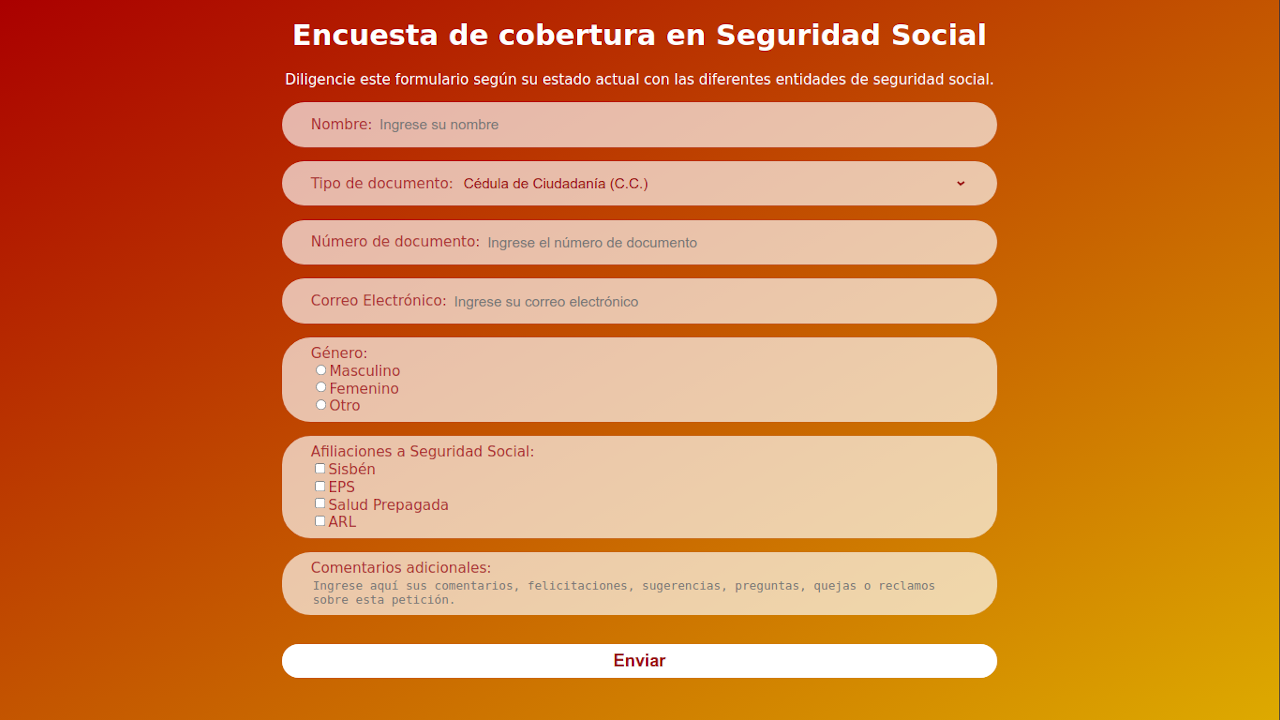 Encuesta de cobertura en Seguridad Social
Diligencie este formulario según su estado actual con las diferentes entidades de seguridad social.
Nombre: Ingrese su nombre
Tipo de documento: Cédula de Ciudadanía (C.C.)
Número de documento: Ingrese el número de documento
Correo Electrónico: Ingrese su correo electrónico
Género:
Masculino
Femenino
Otro
Afiliaciones a Seguridad Social:
Sisbén
EPS
Salud Prepagada
ARL
Comentarios adicionales:
Ingrese aquí sus comentarios, felicitaciones, sugerencias, preguntas, quejas o reclamos
sobre esta petición.
Enviar